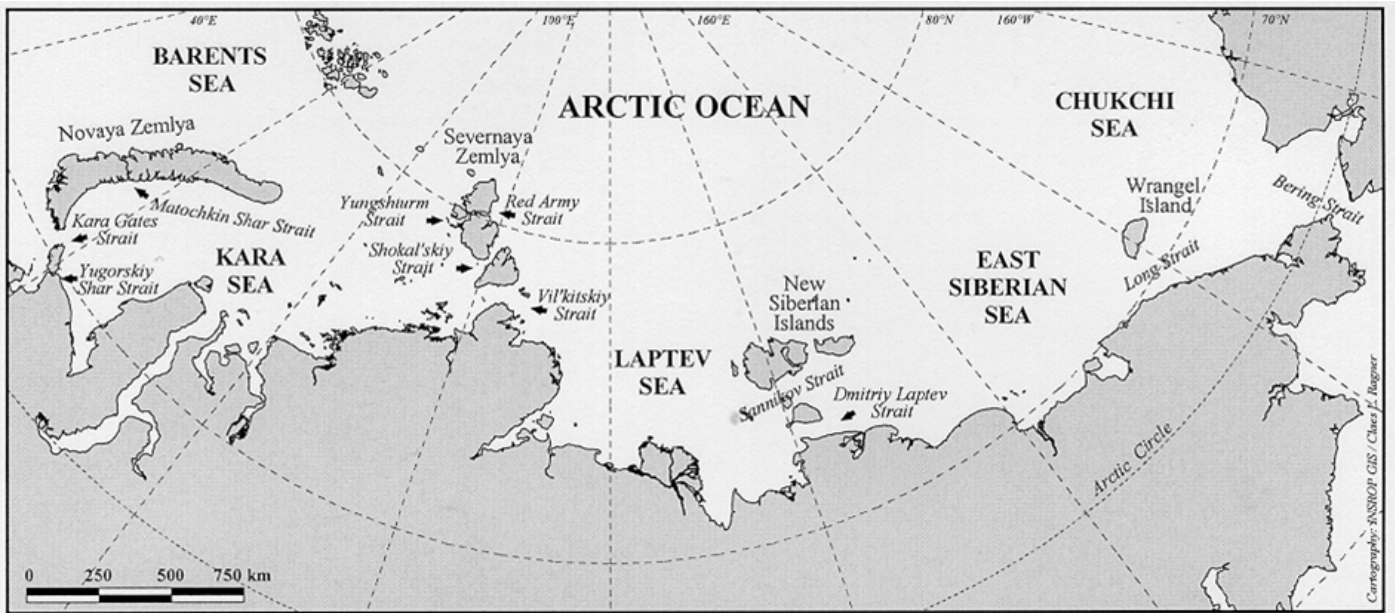 40°E
100°E
160°E
80°N
160°W
70°N
BARENTS
SEA
ARCTIC OCEAN
CHUKCHI
SEA
Novaya Zemlya
Severnaya
Zemlya
Matochkin Shar Strait
Kara Gates
Strait
Yugorskiy
Shar Strait
KARA
SEA
Yungshiurm
Strait
Red Army
Strait
Shokal'skiy
Strait
Vil'kitskiy
Strait
Wrangel
Island
Bering Strait
Long Strait
EAST
SIBERIAN
SEA
New
Siberian
Islands
LAPTEV
SEA
Sannikov Strait
Dmitriy Laptev
Strait
Arctic Circle
0 250 500 750 km
Cartography: INSROP GIS / Claes L. Ragner